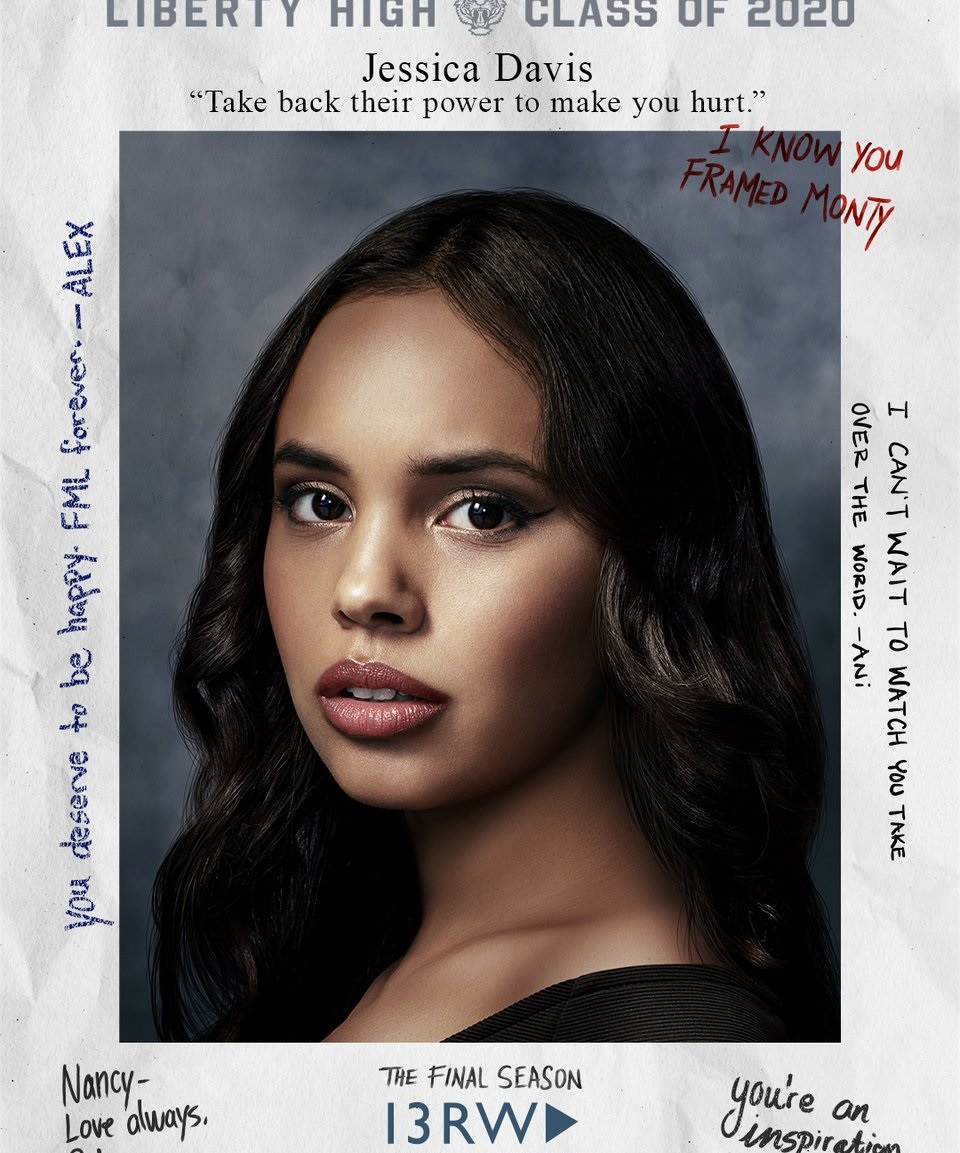 LIBERTY HIGH CLASS OF 2020
Jessica Davis
“Take back their power to make you hurt.”
I KNOW YOU
FRAMED MONTY
you deserve to be happy. FML forever. — ALEX
I CAN'T WAIT TO WATCH YOU TAKE
OVER THE WORLD. -ANi
Nancy-
Love always,
THE FINAL SEASON
13RW
you're an
inspiration